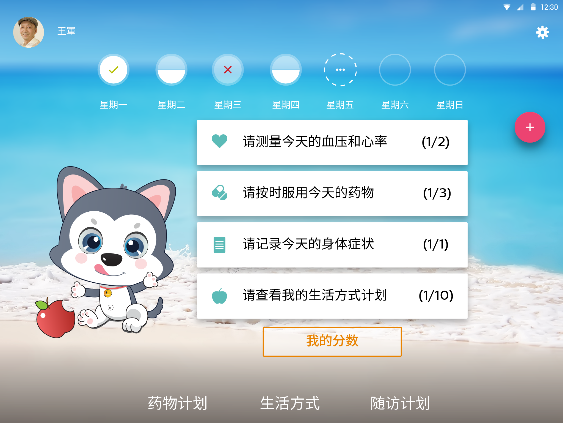 12:30
王軍
星期一 星期二 星期三 星期四 星期五 星期六 星期日
请测量今天的血压和心率 (1/2)
请按时服用今天的药物 (1/3)
请记录今天的身体症状 (1/1)
请查看我的生活方式计划 (1/10)
我的分数
药物计划 生活方式 随访计划